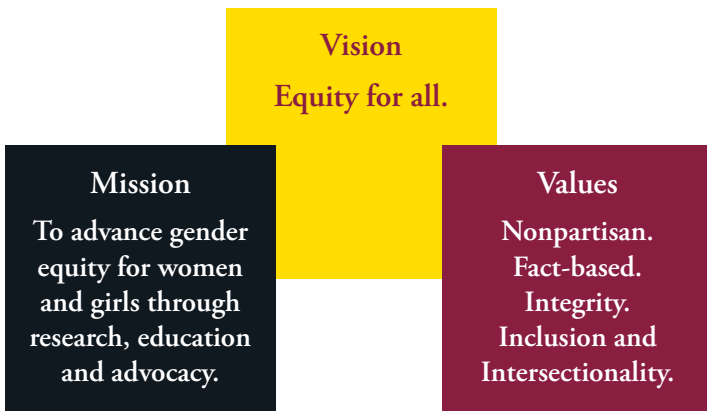 Vision
Equity for all.
Mission
To advance gender
equity for women
and girls through
research, education
and advocacy.
Values
Nonpartisan.
Fact-based.
Integrity.
Inclusion and
Intersectionality.